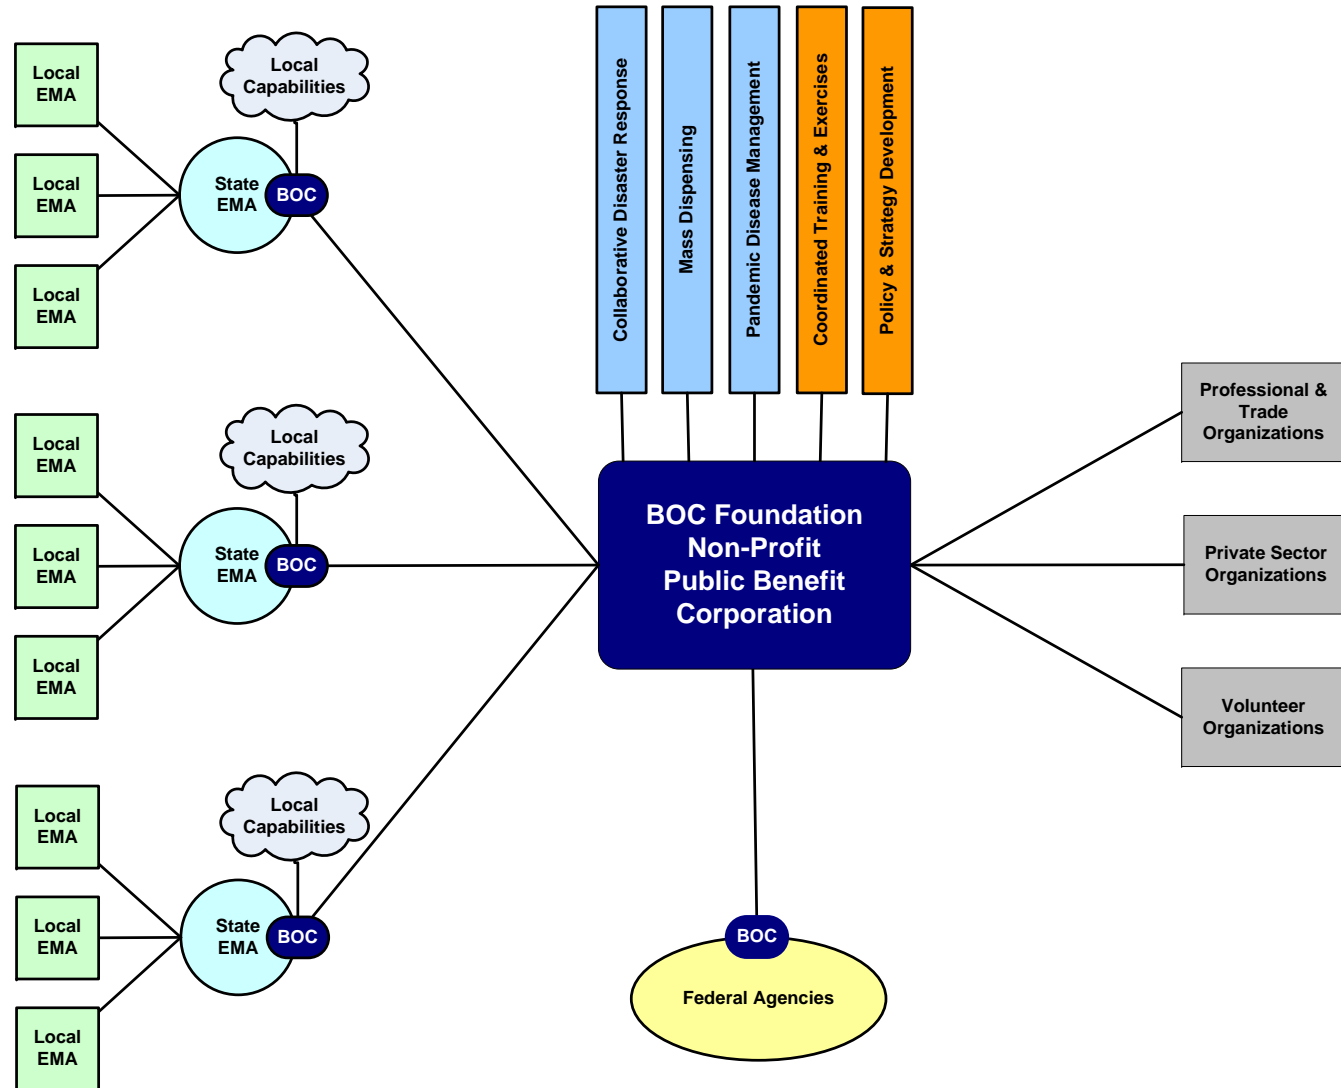 Local
EMA
Local
EMA
Local
EMA
State
EMA
BOC
Local
Capabilities
Collaborative Disaster Response
Mass Dispensing
Pandemic Disease Management
Coordinated Training & Exercises
Policy & Strategy Development
Local
EMA
Local
EMA
Local
EMA
State
EMA
BOC
Local
Capabilities
BOC Foundation
Non-Profit
Public Benefit
Corporation
Professional &
Trade
Organizations
Private Sector
Organizations
Volunteer
Organizations
Local
EMA
Local
EMA
Local
EMA
State
EMA
BOC
Local
Capabilities
BOC
Federal Agencies